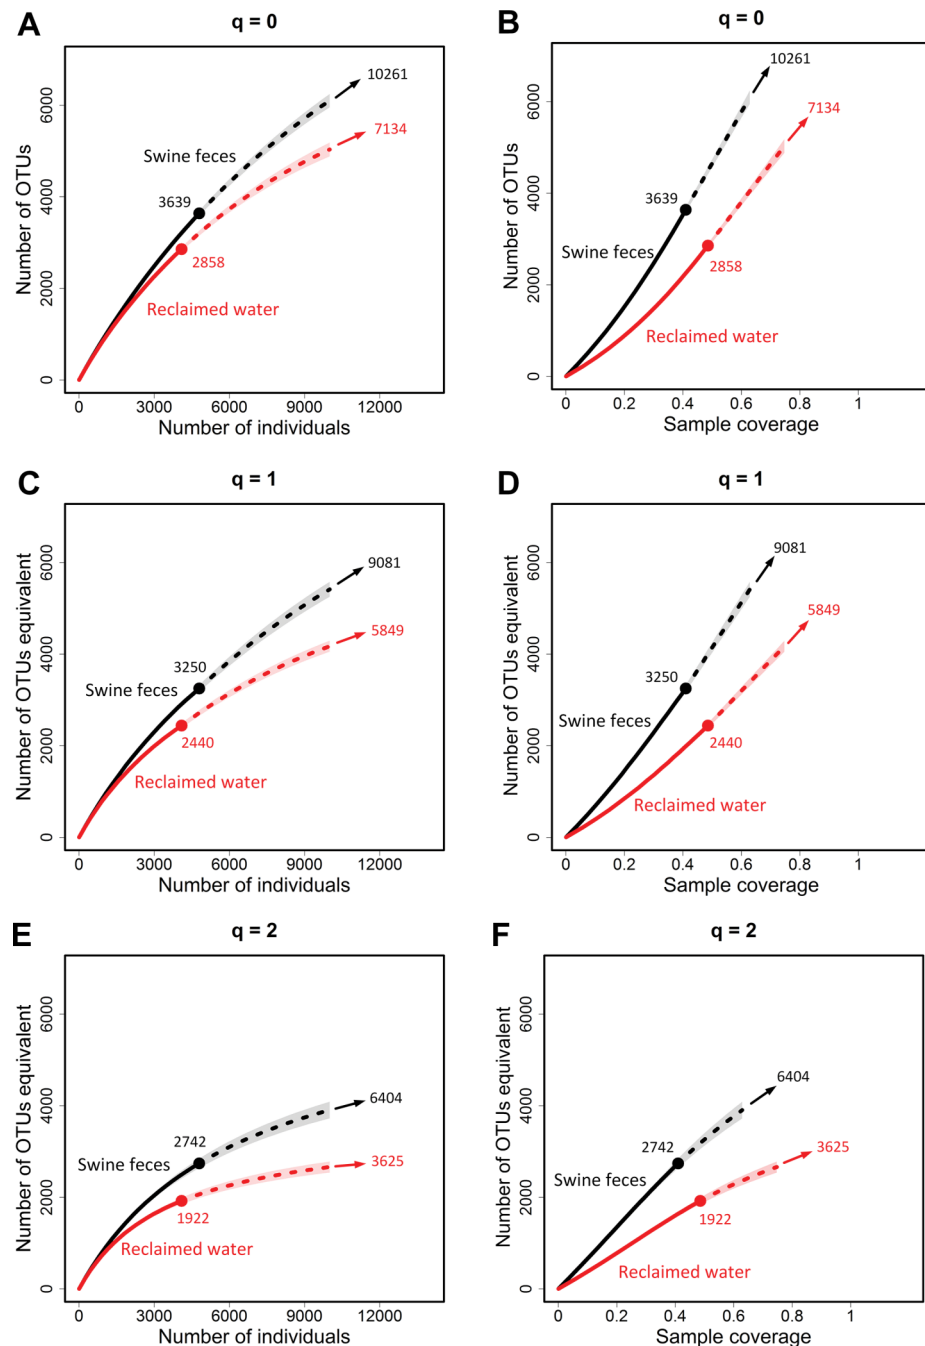 A
q = 0
Number of OTUs
6000
4000
2000
0
10261
7134
Swine feces
3639
2858
Reclaimed water
0 3000 6000 9000 12000
Number of individuals
B
q = 0
Number of OTUs
6000
4000
2000
0
10261
7134
3639
Swine feces
2858
Reclaimed water
0 0.2 0.4 0.6 0.8 1
Sample coverage
C
q = 1
Number of OTUs equivalent
6000
4000
2000
0
9081
5849
3250
Swine feces
2440
Reclaimed water
0 3000 6000 9000 12000
Number of individuals
D
q = 1
Number of OTUs equivalent
6000
4000
2000
0
9081
5849
3250
Swine feces
2440
Reclaimed water
0 0.2 0.4 0.6 0.8 1
Sample coverage
E
q = 2
Number of OTUs equivalent
6000
4000
2000
0
6404
3625
2742
Swine feces
1922
Reclaimed water
0 3000 6000 9000 12000
Number of individuals
F
q = 2
Number of OTUs equivalent
6000
4000
2000
0
6404
3625
2742
Swine feces
1922
Reclaimed water
0 0.2 0.4 0.6 0.8 1
Sample coverage